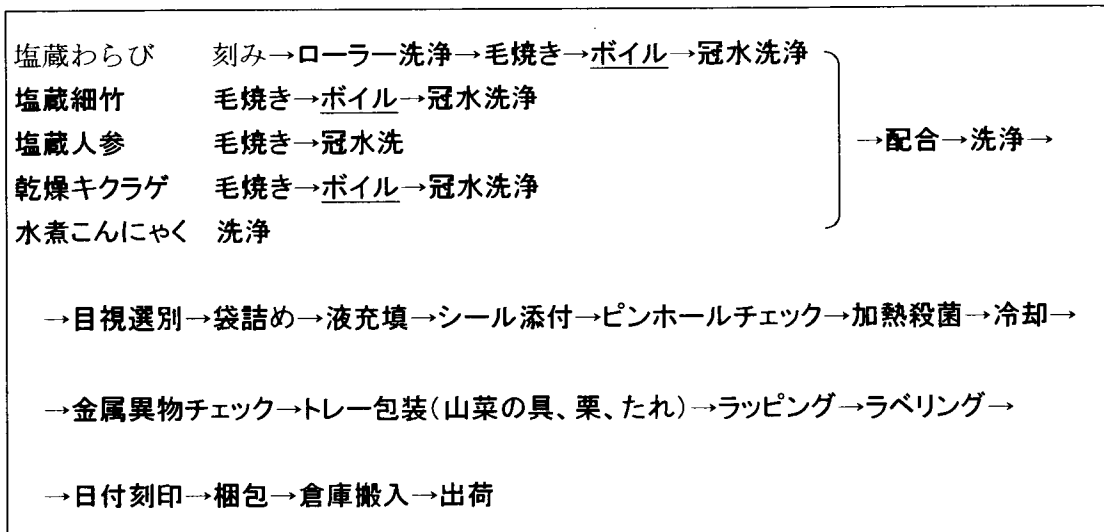 塩蔵わらび 刻み→ローラー洗浄→毛焼き→ボイル→冠水洗浄
塩蔵細竹 毛焼き→ボイル→冠水洗浄
塩蔵人参 毛焼き→冠水洗 →配合→洗浄→
乾燥キクラゲ 毛焼き→ボイル→冠水洗浄
水煮こんにゃく 洗浄
→目視選別→袋詰め→液充填→シール添付→ピンホールチェック→加熱殺菌→冷却→
→金属異物チェック→トレー包装(山菜の具、栗、たれ)→ラッピング→ラベリング→
→日付刻印→梱包→倉庫搬入→出荷